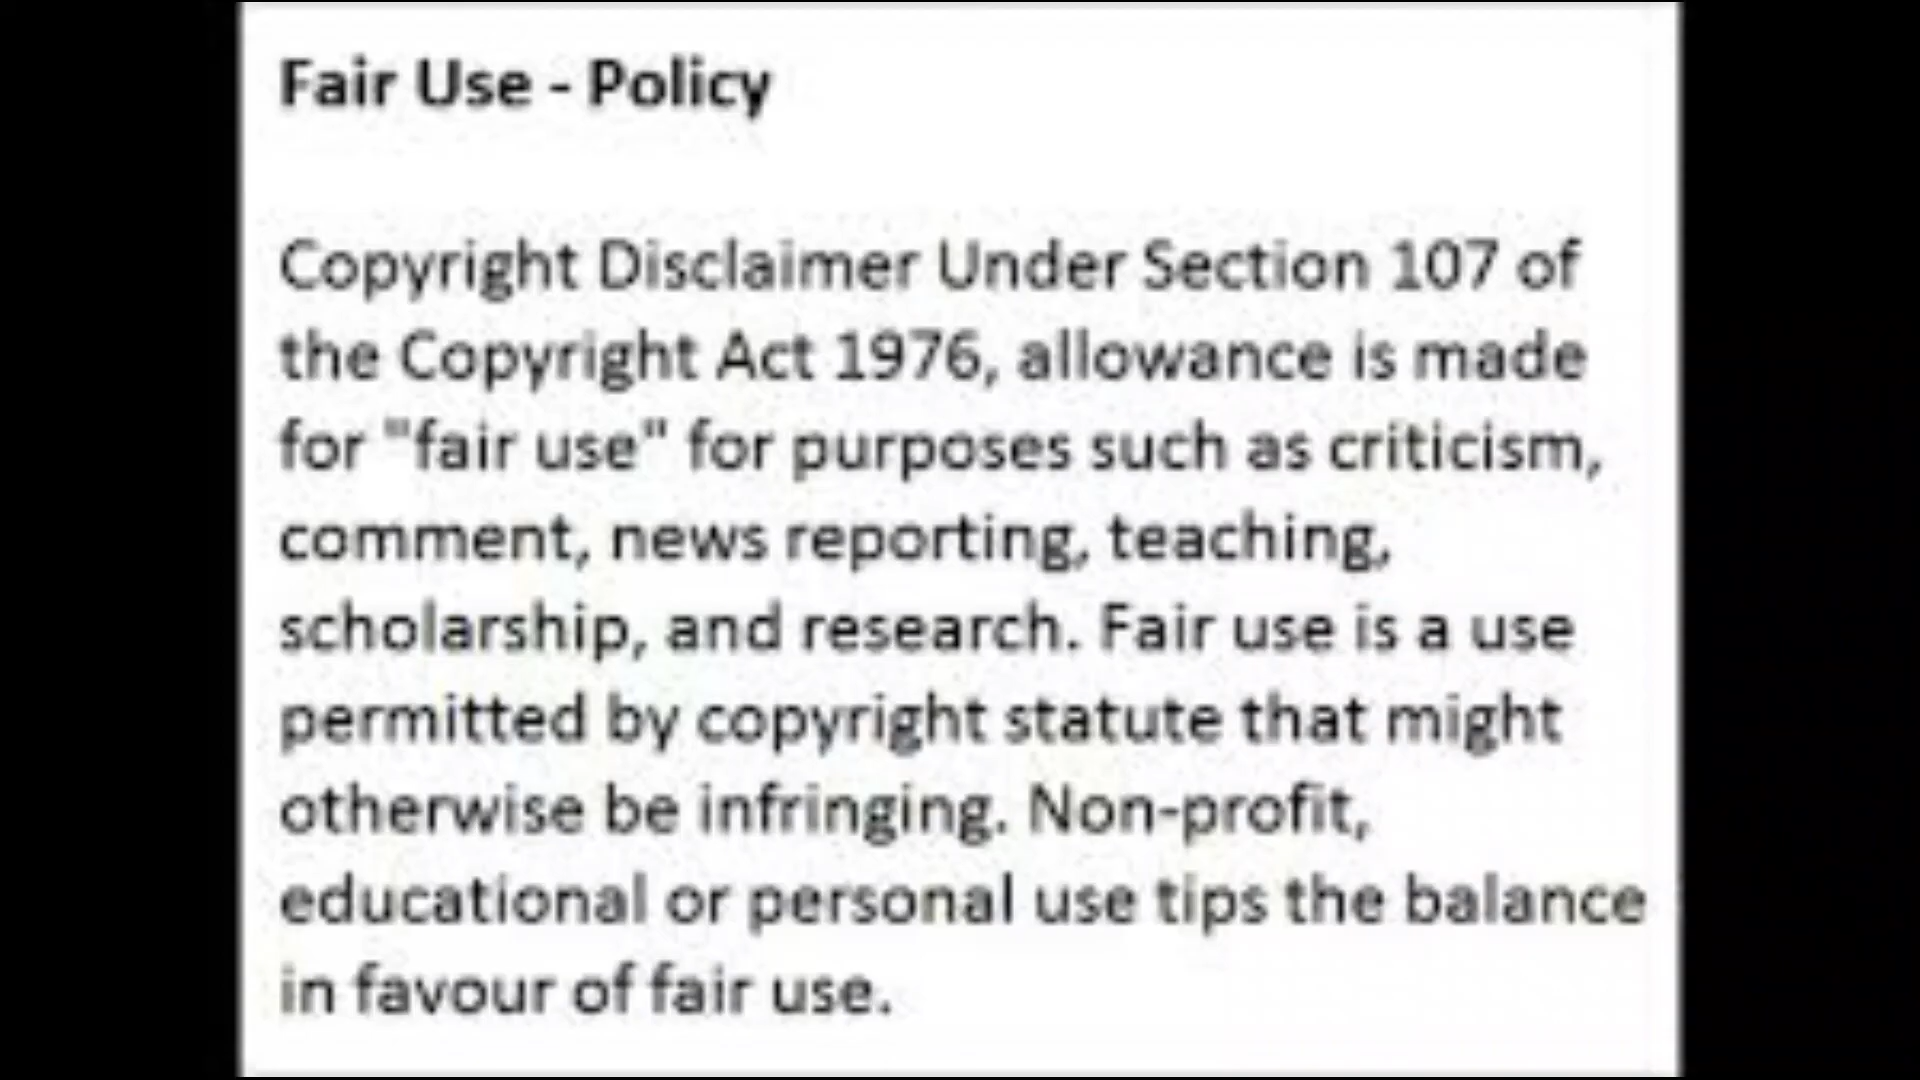 Fair Use - Policy
Copyright Disclaimer Under Section 107 of
the Copyright Act 1976, allowance is made
for "fair use" for purposes such as criticism,
comment, news reporting, teaching,
scholarship, and research. Fair use is a use
permitted by copyright statute that might
otherwise be infringing. Non-profit,
educational or personal use tips the balance
in favour of fair use.